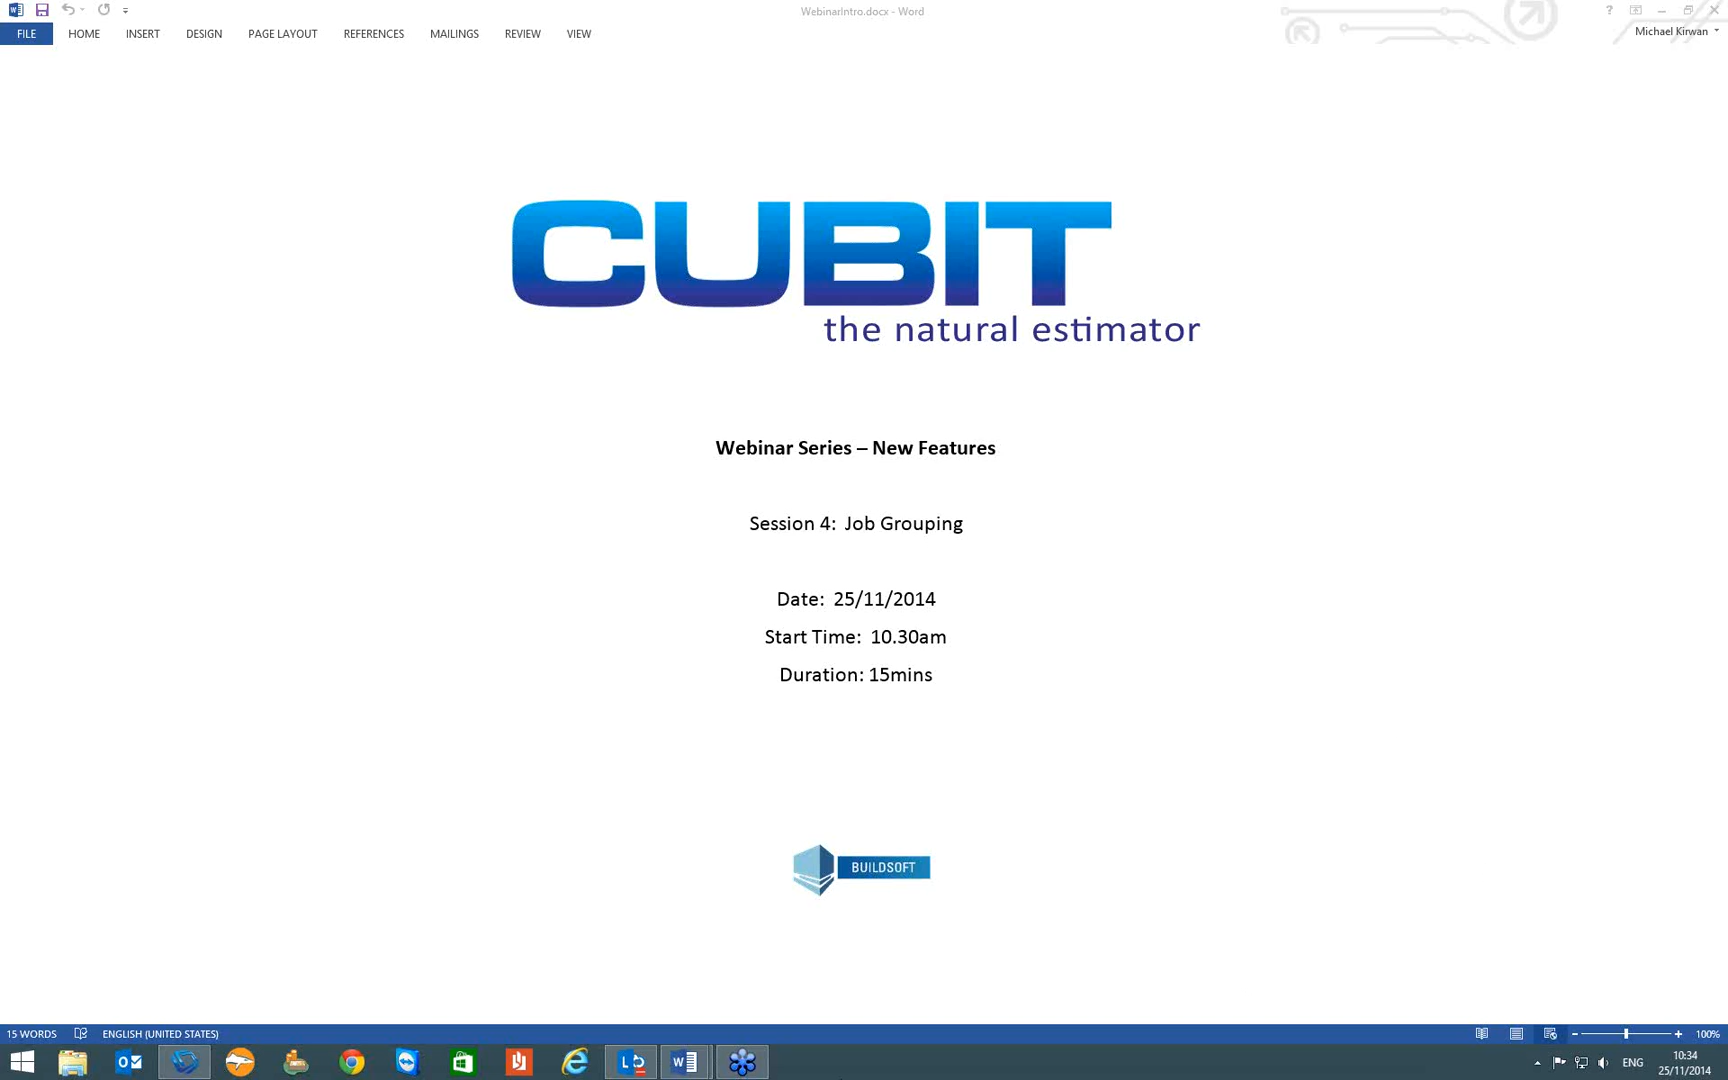 WebinarIntro.docx - Word
FILE HOME INSERT DESIGN PAGE LAYOUT REFERENCES MAILINGS REVIEW VIEW
Michael Kirwan
CUBIT
the natural estimator
Webinar Series – New Features
Session 4: Job Grouping
Date: 25/11/2014
Start Time: 10.30am
Duration: 15mins
BUILDSOFT
15 WORDS ENGLISH (UNITED STATES)
100%
ENG
10:34
25/11/2014